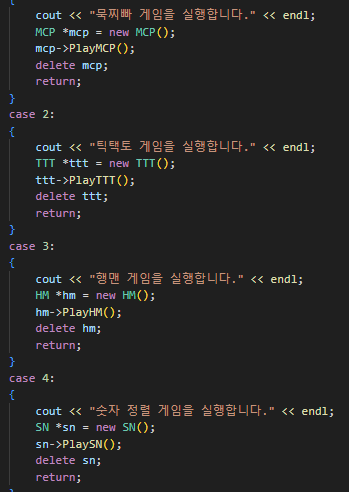 {
cout << "묵찌빠 게임을 실행합니다." << endl;
MCP *mcp = new MCP();
mcp->PlayMCP();
delete mcp;
return;
}
case 2:
{
cout << "틱택토 게임을 실행합니다." << endl;
TTT *ttt = new TTT();
ttt->PlayTTT();
delete ttt;
return;
}
case 3:
{
cout << "행맨 게임을 실행합니다." << endl;
HM *hm = new HM();
hm->PlayHM();
delete hm;
return;
}
case 4:
{
cout << "숫자 정렬 게임을 실행합니다." << endl;
SN *sn = new SN();
sn->PlaySN();
delete sn;
return;